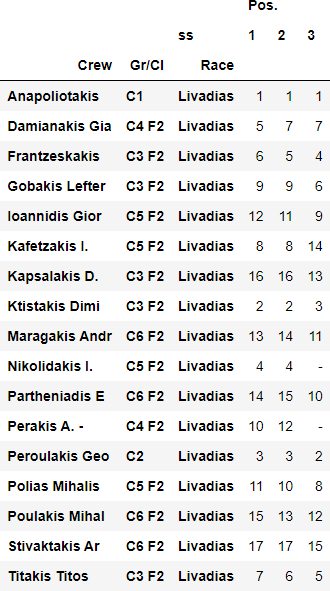 Pos.
ss 1 2 3
Crew Gr/Cl Race
Anapoliotakis C1 Livadias 1 1 1
Damianakis Gia C4 F2 Livadias 5 7 7
Frantzeskakis C3 F2 Livadias 6 5 4
Gobakis Lefter C3 F2 Livadias 9 9 6
Ioannidis Gior C5 F2 Livadias 12 11 9
Kafetzakis I. C5 F2 Livadias 8 8 14
Kapsalakis D. C3 F2 Livadias 16 16 13
Ktistakis Dimi C3 F2 Livadias 2 2 3
Maragakis Andr C6 F2 Livadias 13 14 11
Nikolidakis I. C5 F2 Livadias 4 4 -
Partheniadis E C6 F2 Livadias 14 15 10
Perakis A. - C4 F2 Livadias 10 12 -
Peroulakis Geo C2 Livadias 3 3 2
Polias Mihalis C5 F2 Livadias 11 10 8
Poulakis Mihal C6 F2 Livadias 15 13 12
Stivaktakis Ar C6 F2 Livadias 17 17 15
Titakis Titos C3 F2 Livadias 7 6 5